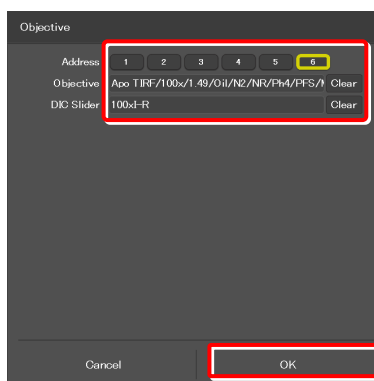 Objective
Address 1 2 3 4 5 6
Objective Apo TIRF/100x/1.49/Oil/N2/NR/Ph4/PFS/ Clear
DIC Slider 100xI-R Clear
Cancel OK